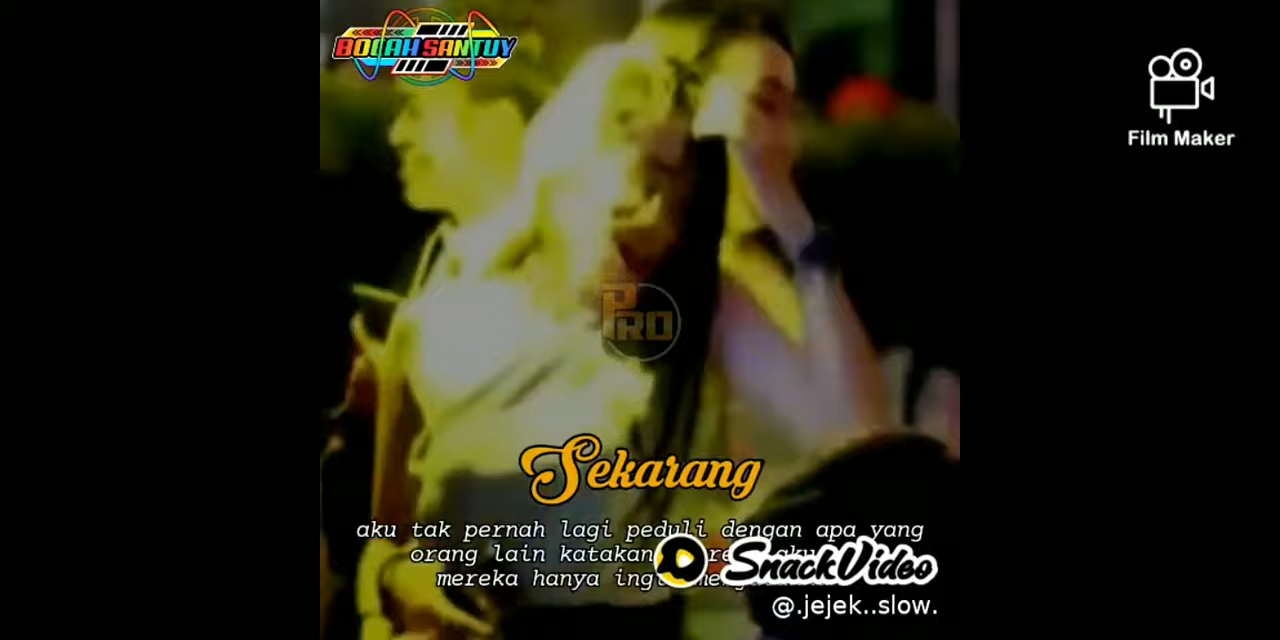 BOCAH SANTUY
Film Maker
PRO
Sekarang
aku tak pernah lagi peduli dengan apa yang
orang lain katakan
mereka hanya
SnackVideo
@.jejek..slow.